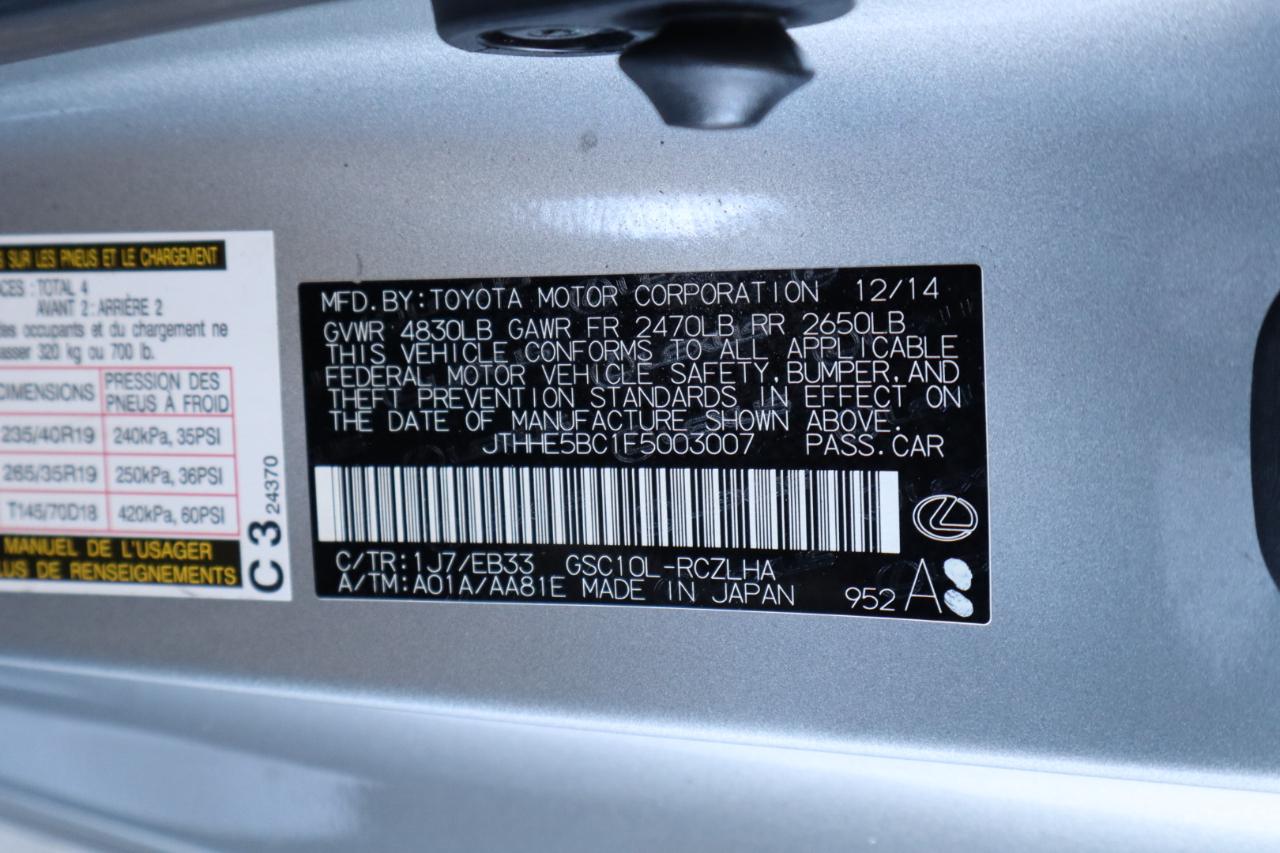 SUR LES PNEUS ET LE CHARGEMENT
TOTAL 4
AVANT 2 : ARRIÈRE 2
occupants et du chargement ne
320 kg ou 700 lb.
DIMENSIONS PRESSION DES PNEUS À FROID
235/40R19 240kPa, 35PSI
265/35R19 250kPa, 36PSI
T145/70D18 420kPa, 60PSI
MANUEL DE L'USAGER
DE RENSEIGNEMENTS
C 3 24370
MFD. BY: TOYOTA MOTOR CORPORATION 12/14
GVWR 4830LB GAWR FR 2470LB RR 2650LB
THIS VEHICLE CONFORMS TO ALL APPLICABLE
FEDERAL MOTOR VEHICLE SAFETY, BUMPER, AND
THEFT PREVENTION STANDARDS IN EFFECT ON
THE DATE OF MANUFACTURE SHOWN ABOVE.
JTHHE5BC1F5003007 PASS. CAR
C/TR: 1J7/EB33 GSC10L-RCZLHA
A/TM: A01A/AA81E MADE IN JAPAN
952 A